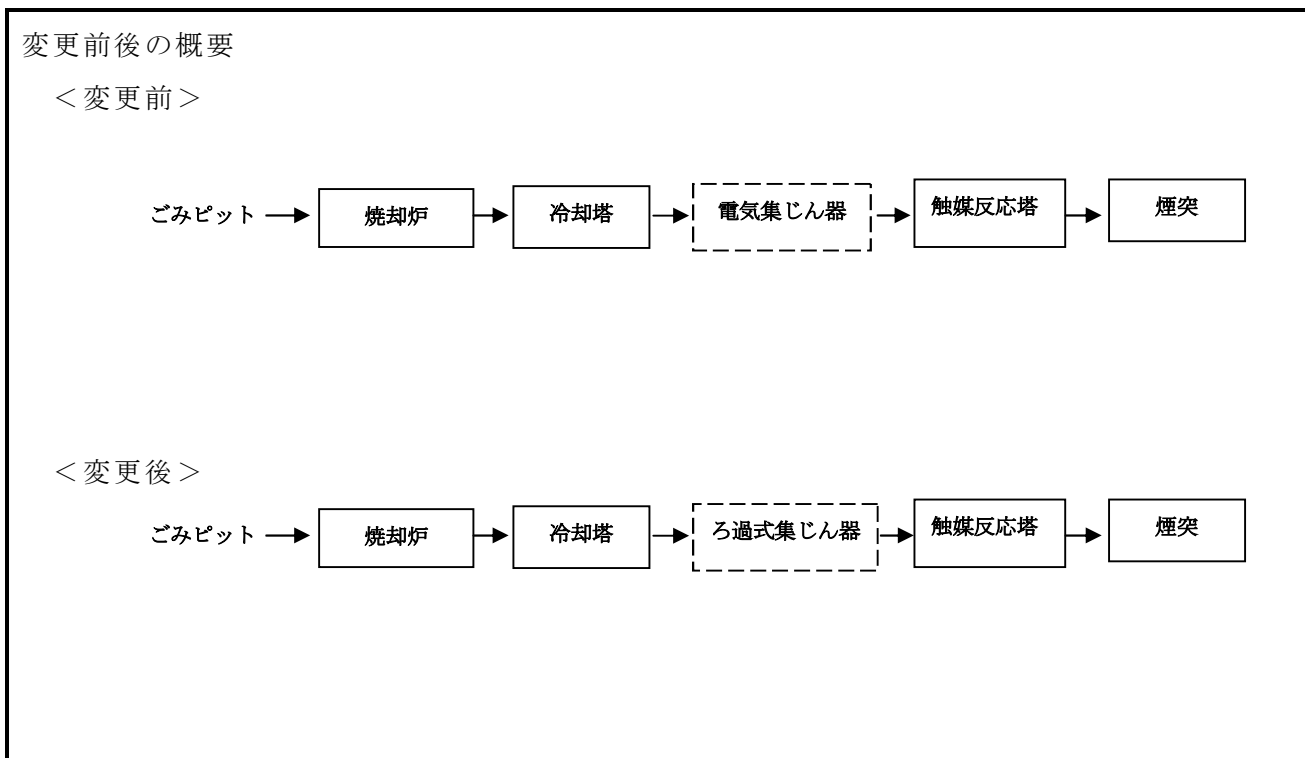 変更前後の概要
＜変更前＞
ごみピット 焼却炉 冷却塔 電気集じん器 触媒反応塔 煙突
＜変更後＞
ごみピット 焼却炉 冷却塔 ろ過式集じん器 触媒反応塔 煙突